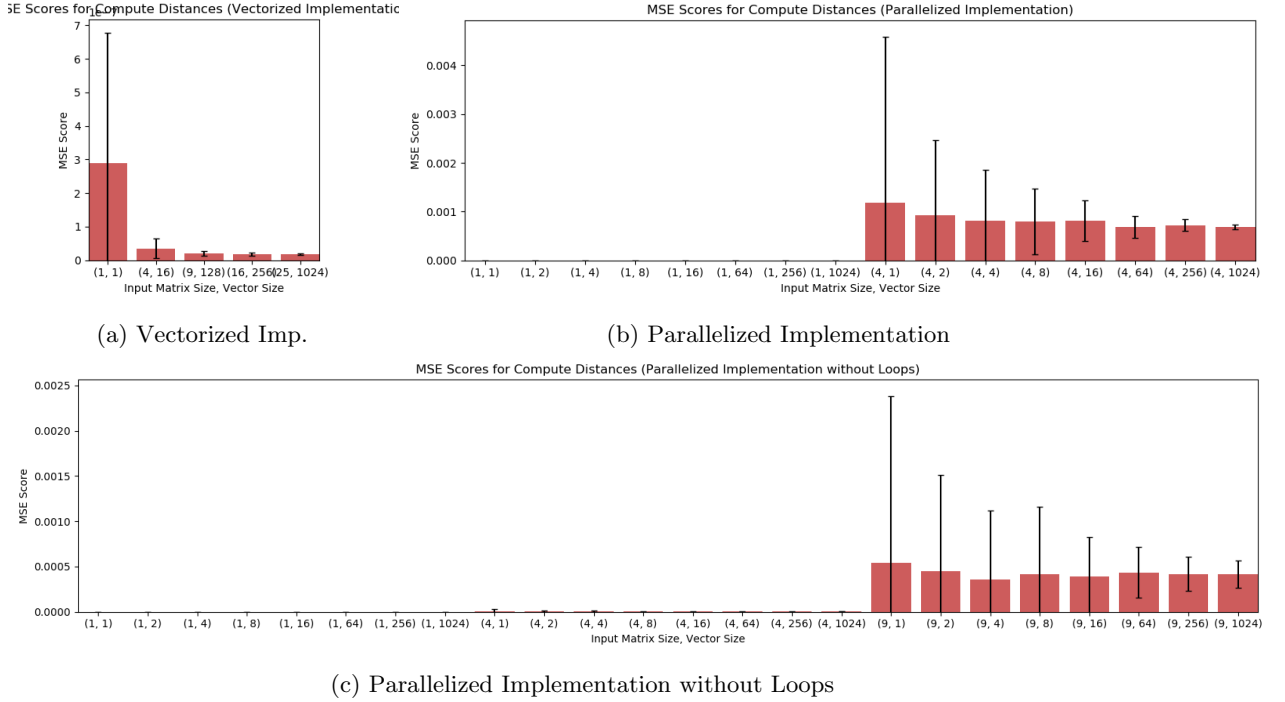 SE Scores for Compute Distances (Vectorized Implementatic
1e-7
7
6
5
4
3
2
1
0
MSE Score
(1, 1) (4, 16) (9, 128) (16, 256) (25, 1024)
Input Matrix Size, Vector Size
(a) Vectorized Imp.
MSE Scores for Compute Distances (Parallelized Implementation)
0.004
0.003
0.002
0.001
0.000
MSE Score
(1, 1) (1, 2) (1, 4) (1, 8) (1, 16) (1, 64) (1, 256) (1, 1024) (4, 1) (4, 2) (4, 4) (4, 8) (4, 16) (4, 64) (4, 256) (4, 1024)
Input Matrix Size, Vector Size
(b) Parallelized Implementation
MSE Scores for Compute Distances (Parallelized Implementation without Loops)
0.0025
0.0020
0.0015
0.0010
0.0005
0.0000
MSE Score
(1, 1) (1, 2) (1, 4) (1, 8) (1, 16) (1, 64) (1, 256) (1, 1024) (4, 1) (4, 2) (4, 4) (4, 8) (4, 16) (4, 64) (4, 256) (4, 1024) (9, 1) (9, 2) (9, 4) (9, 8) (9, 16) (9, 64) (9, 256) (9, 1024)
Input Matrix Size, Vector Size
(c) Parallelized Implementation without Loops